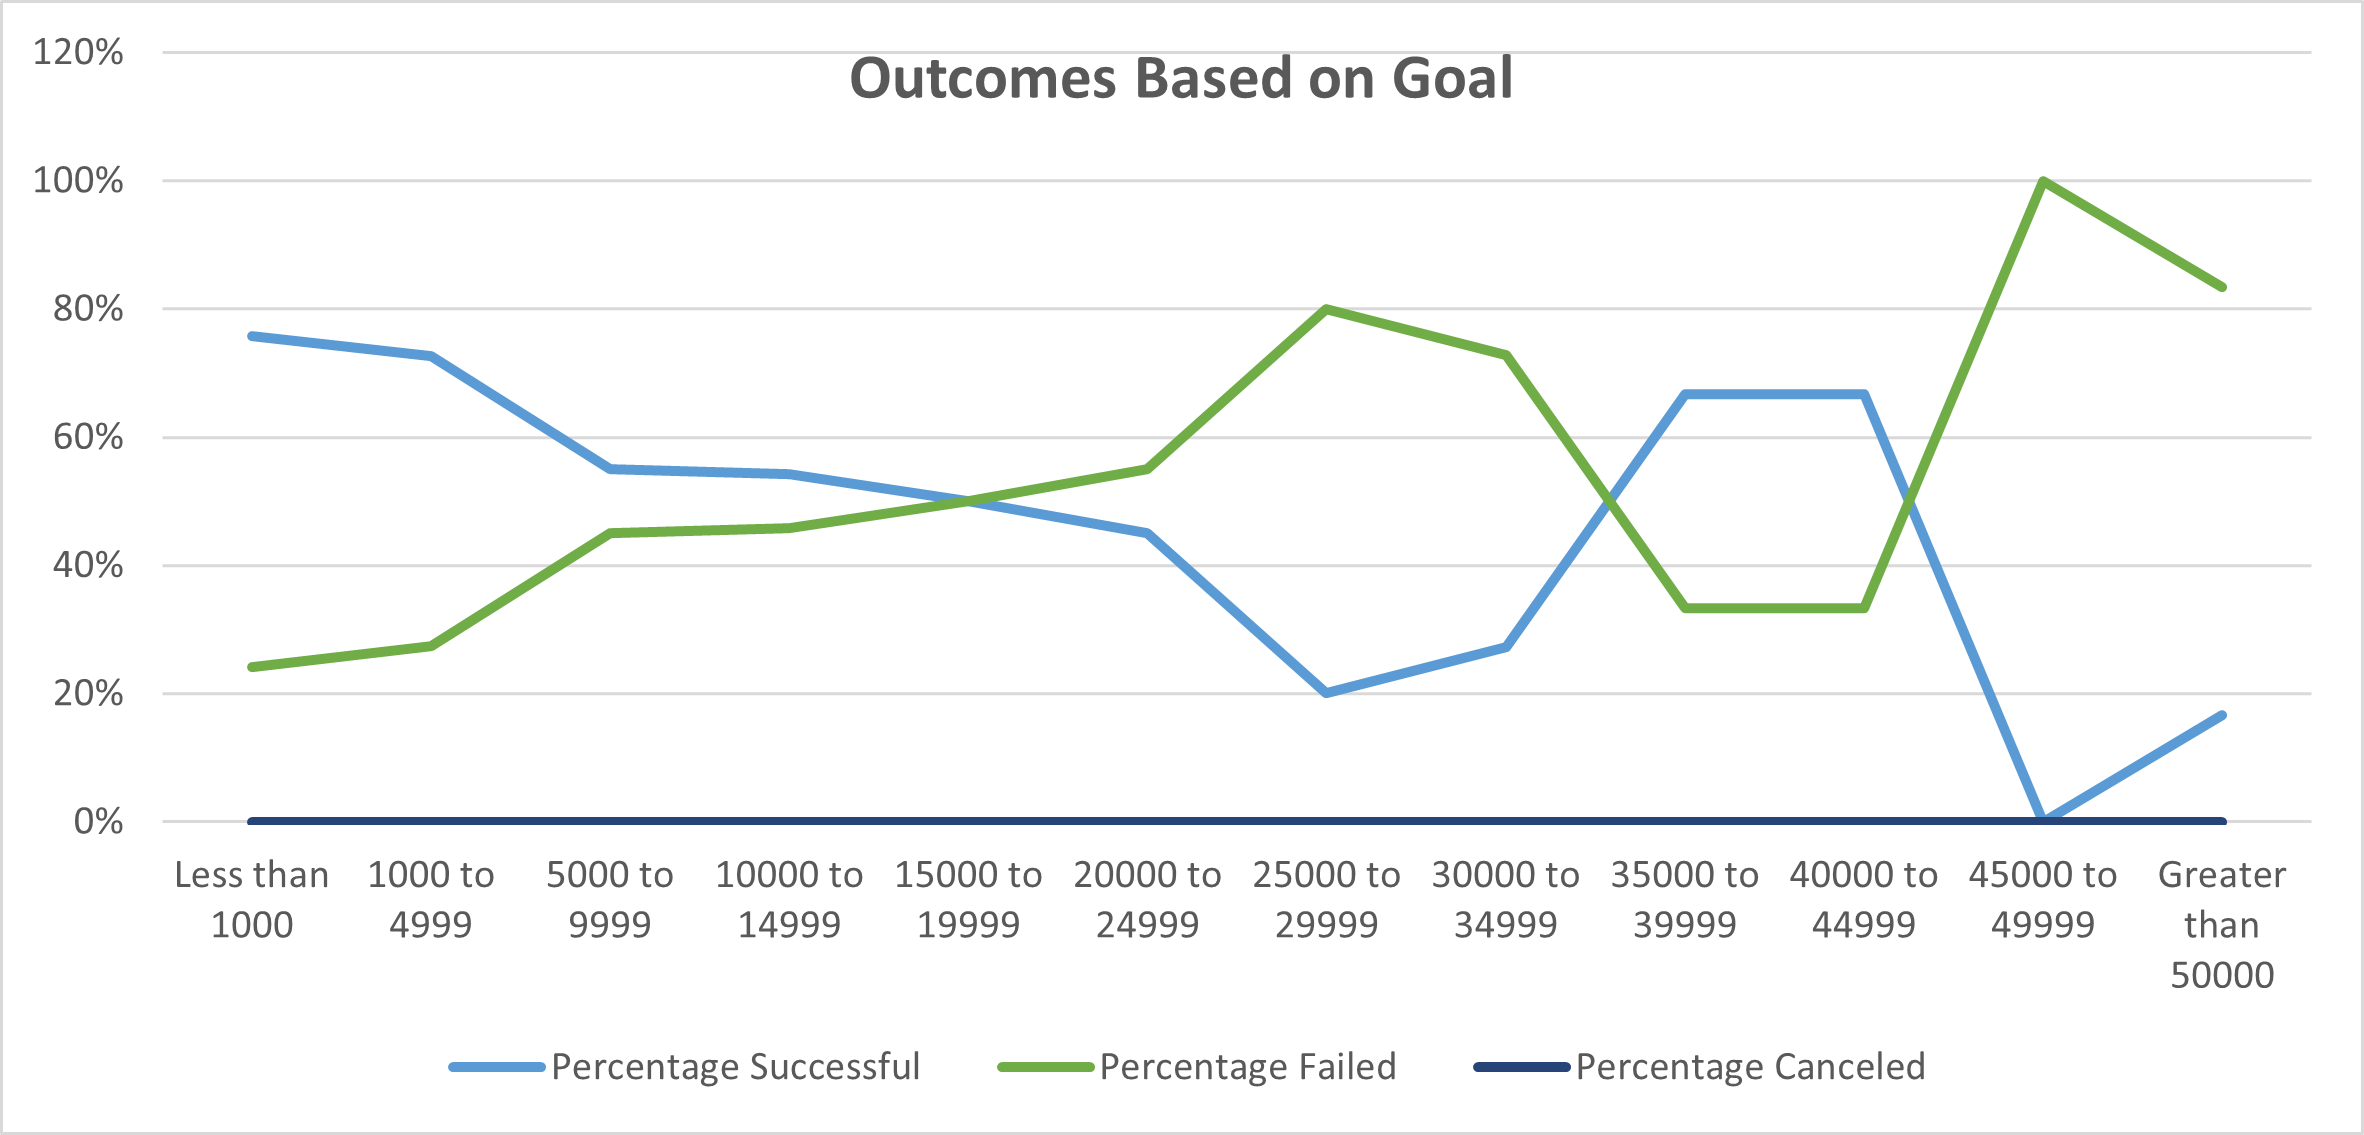 Outcomes Based on Goal
120%
100%
80%
60%
40%
20%
0%
Less than 1000 to 5000 to 10000 to 15000 to 20000 to 25000 to 30000 to 35000 to 40000 to 45000 to Greater
1000 4999 9999 14999 19999 24999 29999 34999 39999 44999 49999 than
50000
Percentage Successful Percentage Failed Percentage Canceled